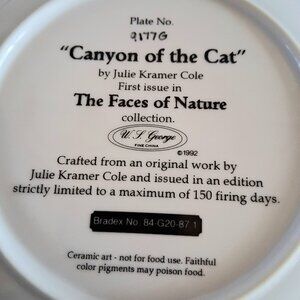 Plate No.
2177G
"Canyon of the Cat"
by Julie Kramer Cole
First issue in
The Faces of Nature
collection.
W. S. George
FINE CHINA
©1992
Crafted from an original work by
Julie Kramer Cole and issued in an edition
strictly limited to a maximum of 150 firing days.
Bradex No. 84-G20-87.1
Ceramic art - not for food use. Faithful
color pigments may poison food.